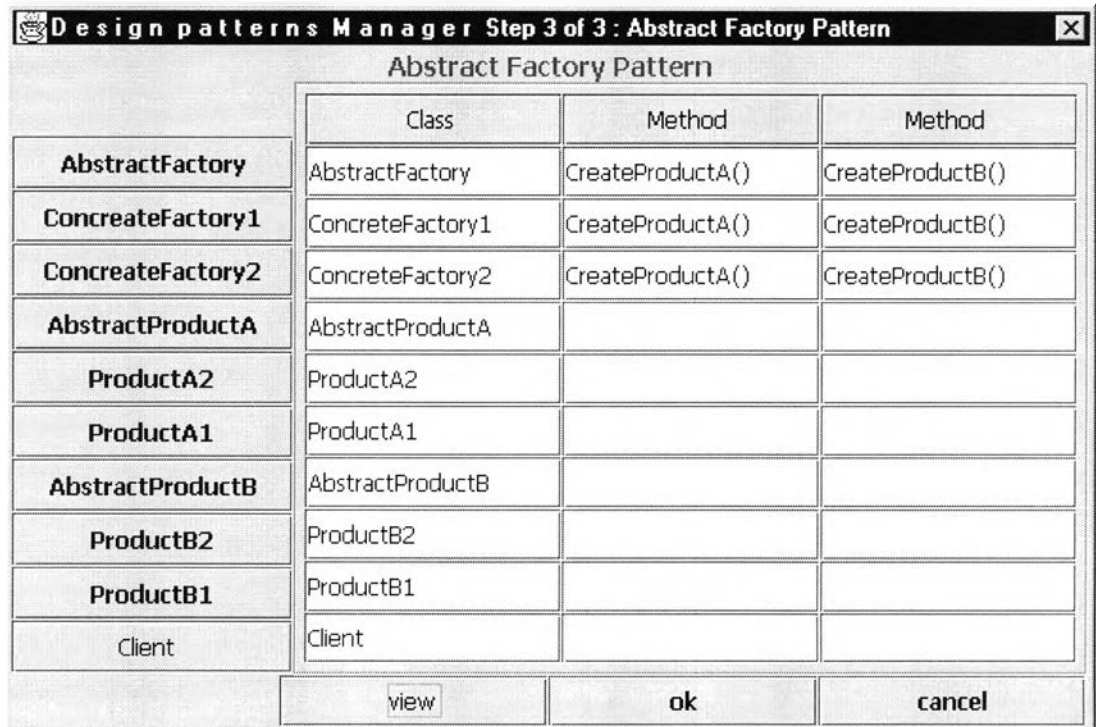 Design patterns Manager Step 3 of 3 : Abstract Factory Pattern
Abstract Factory Pattern
Class Method Method
AbstractFactory AbstractFactory CreateProductA() CreateProductB()
ConcreateFactory1 ConcreteFactory1 CreateProductA() CreateProductB()
ConcreateFactory2 ConcreteFactory2 CreateProductA() CreateProductB()
AbstractProductA AbstractProductA
ProductA2 ProductA2
ProductA1 ProductA1
AbstractProductB AbstractProductB
ProductB2 ProductB2
ProductB1 ProductB1
Client Client
view ok cancel